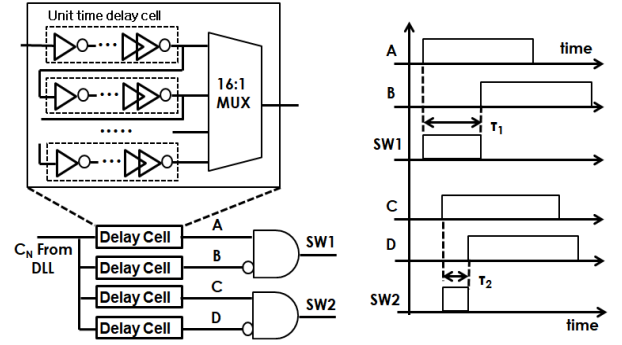 Unit time delay cell
16:1
MUX
C_N From
DLL
Delay Cell
A
Delay Cell
B
Delay Cell
C
Delay Cell
D
SW1
SW2
A
time
B
τ1
SW1
C
D
τ2
SW2
time